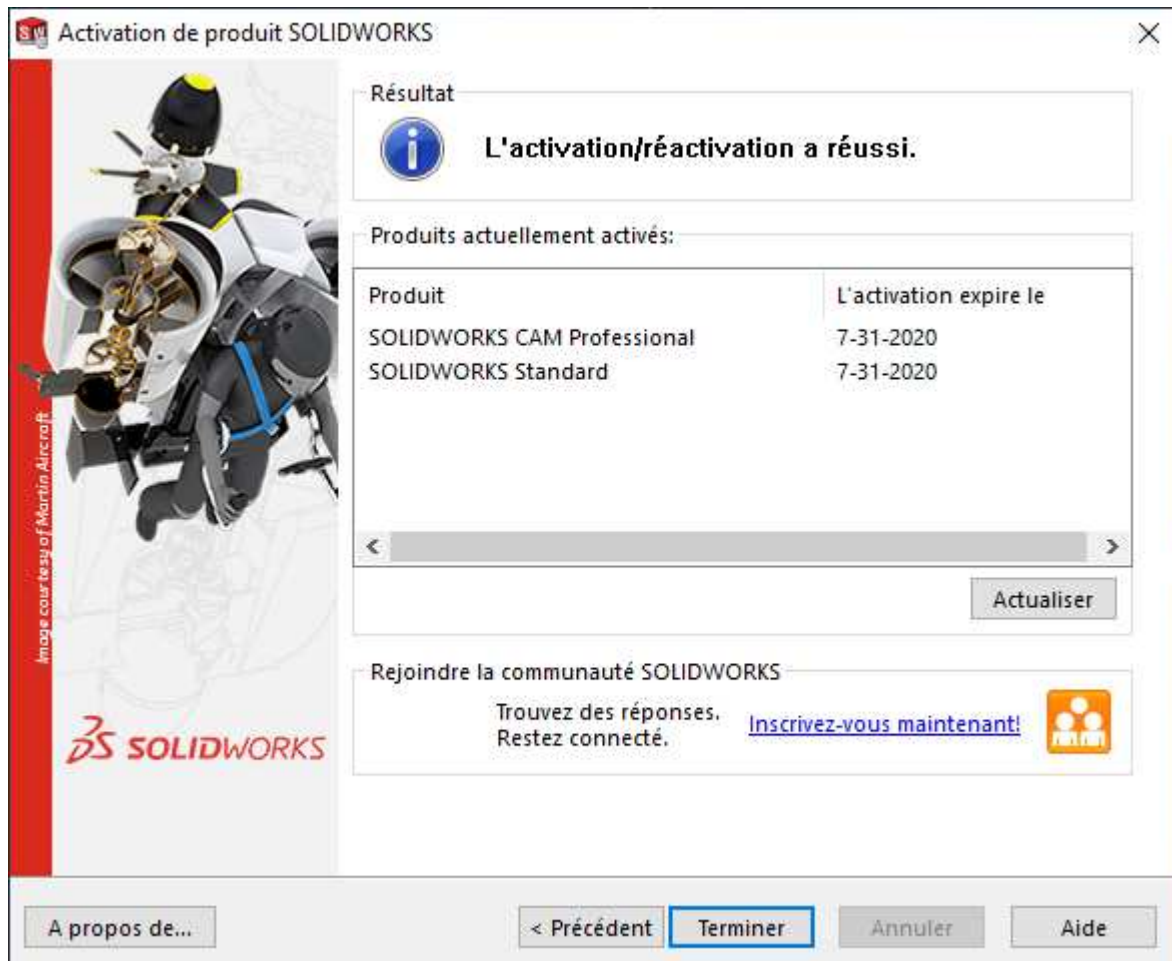 Activation de produit SOLIDWORKS
Résultat
L'activation/réactivation a réussi.
Produits actuellement activés:
Produit L'activation expire le
SOLIDWORKS CAM Professional 7-31-2020
SOLIDWORKS Standard 7-31-2020
Actualiser
Rejoindre la communauté SOLIDWORKS
Trouvez des réponses.
Restez connecté.
Inscrivez-vous maintenant!
Image courtesy of Martin Aircraft
SOLIDWORKS
A propos de...
< Précédent
Terminer
Annuler
Aide